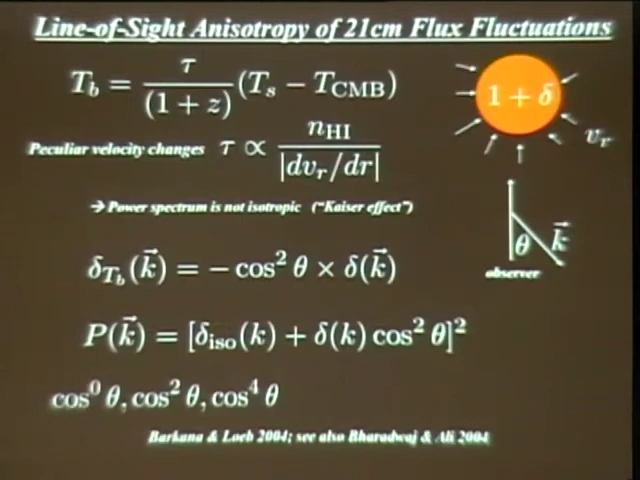 Line-of-Sight Anisotropy of 21cm Flux Fluctuations
T_b = τ/(1 + z) (T_s − T_CMB)
1 + δ
Peculiar velocity changes τ ∝ n_HI/|dv_r/dr|
v_r
→ Power spectrum is not isotropic ("Kaiser effect")
θ k⃗
observer
δ_{T_b}(k⃗) = − cos² θ × δ(k⃗)
P(k⃗) = [δ_iso(k) + δ(k) cos² θ]²
cos⁰ θ, cos² θ, cos⁴ θ
Barkana & Loeb 2004; see also Bharadwaj & Ali 2004